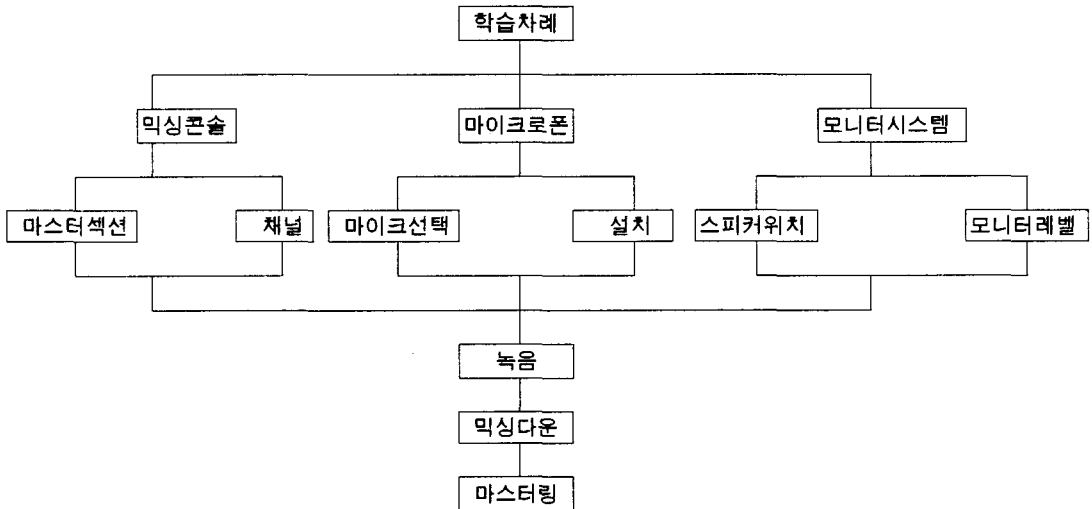 학습차례
믹싱콘솔 마이크로폰 모니터시스템
마스터섹션 채널 마이크선택 설치 스피커위치 모니터레벨
녹음
믹싱다운
마스터링